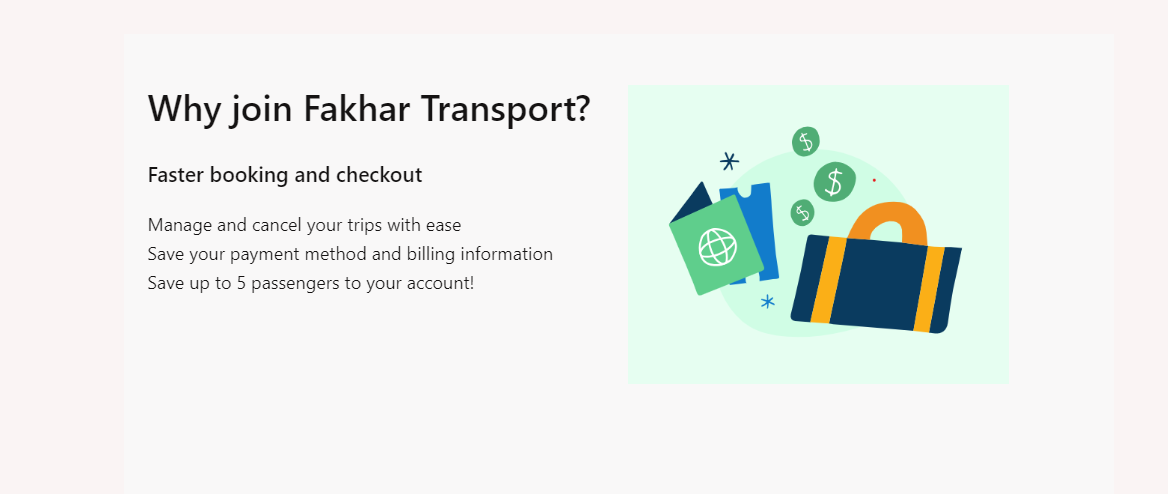 Why join Fakhar Transport?
Faster booking and checkout
Manage and cancel your trips with ease
Save your payment method and billing information
Save up to 5 passengers to your account!
$
$
$